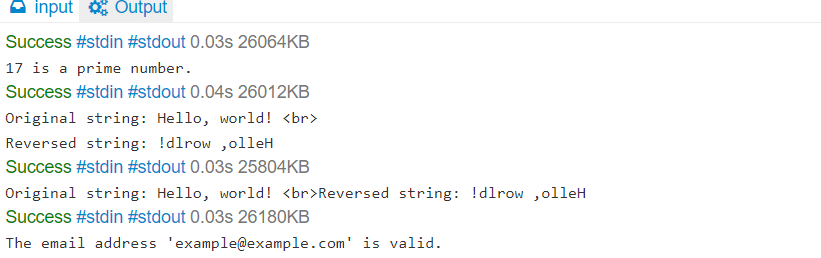 input Output
Success #stdin #stdout 0.03s 26064KB
17 is a prime number.
Success #stdin #stdout 0.04s 26012KB
Original string: Hello, world! <br>
Reversed string: !dlrow ,olleH
Success #stdin #stdout 0.03s 25804KB
Original string: Hello, world! <br>Reversed string: !dlrow ,olleH
Success #stdin #stdout 0.03s 26180KB
The email address 'example@example.com' is valid.